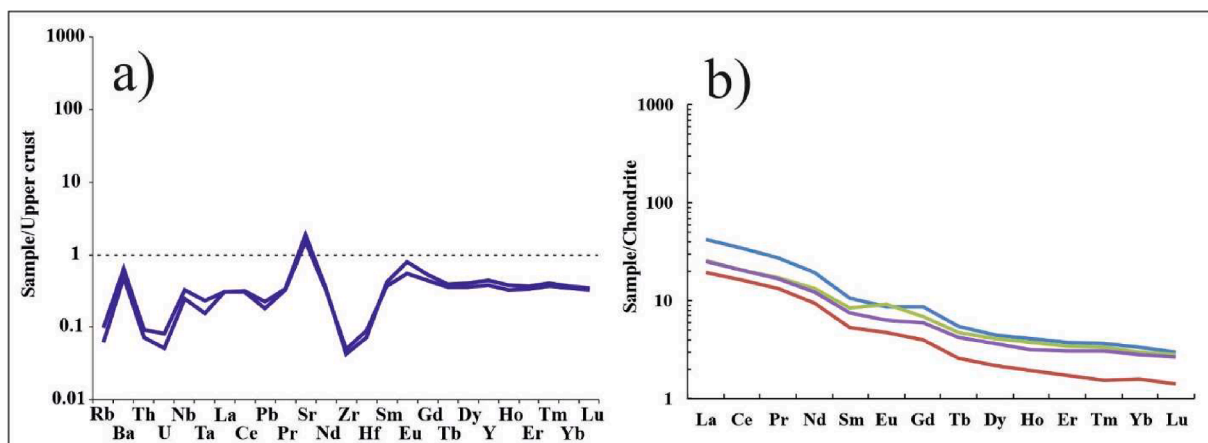 a)
Sample/Upper crust
1000
100
10
1
0.1
0.01
Rb Th Nb La Pb Sr Zr Sm Gd Dy Ho Tm Lu
Ba U Ta Ce Pr Nd Hf Eu Tb Y Er Yb
b)
Sample/Chondrite
1000
100
10
1
La Ce Pr Nd Sm Eu Gd Tb Dy Ho Er Tm Yb Lu